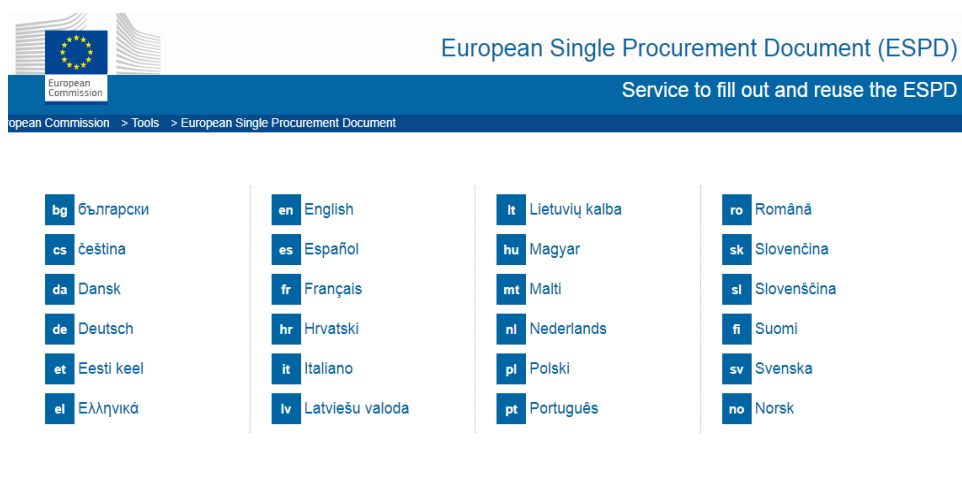 European Single Procurement Document (ESPD)
European
Commission
Service to fill out and reuse the ESPD
ropean Commission > Tools > European Single Procurement Document
bg български
cs čeština
da Dansk
de Deutsch
et Eesti keel
el Ελληνικά
en English
es Español
fr Français
hr Hrvatski
it Italiano
lv Latviešu valoda
lt Lietuvių kalba
hu Magyar
mt Malti
nl Nederlands
pl Polski
pt Português
ro Română
sk Slovenčina
sl Slovenščina
fi Suomi
sv Svenska
no Norsk